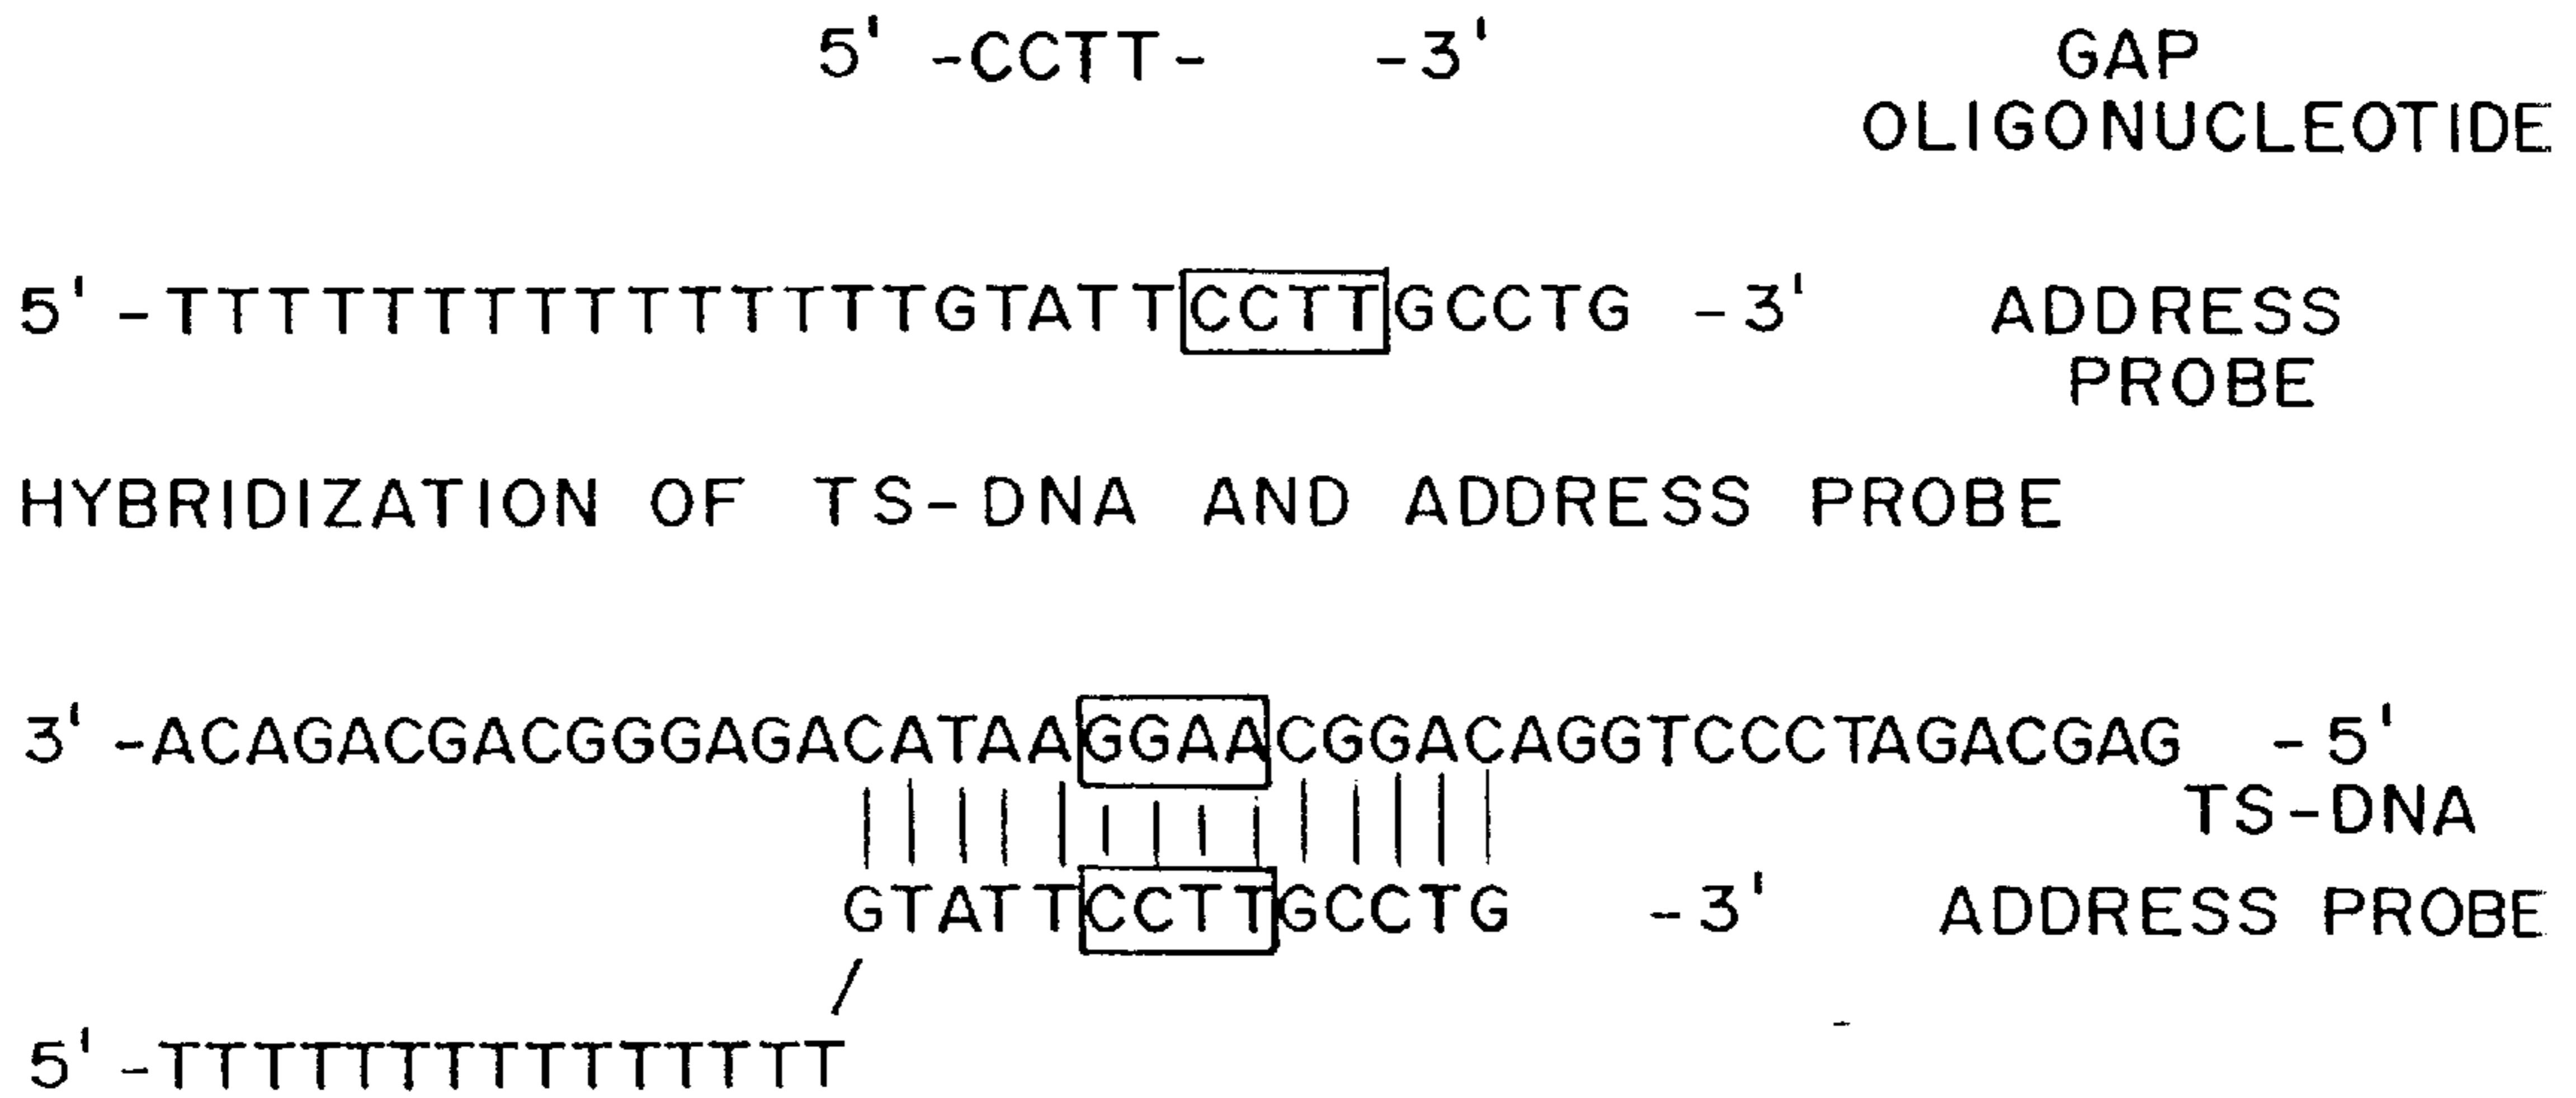 5' -CCTT- -3' GAP
OLIGONUCLEOTIDE
5' -TTTTTTTTTTTTTTTGTATTCCTTGCCTG -3' ADDRESS
PROBE
HYBRIDIZATION OF TS-DNA AND ADDRESS PROBE
3' -ACAGACGACGGGAGACATAAGGAACGGACAGGTCCCTAGACGAG -5'
TS-DNA
GTATTCCTTGCCTG -3' ADDRESS PROBE
5' -TTTTTTTTTTTTTTT